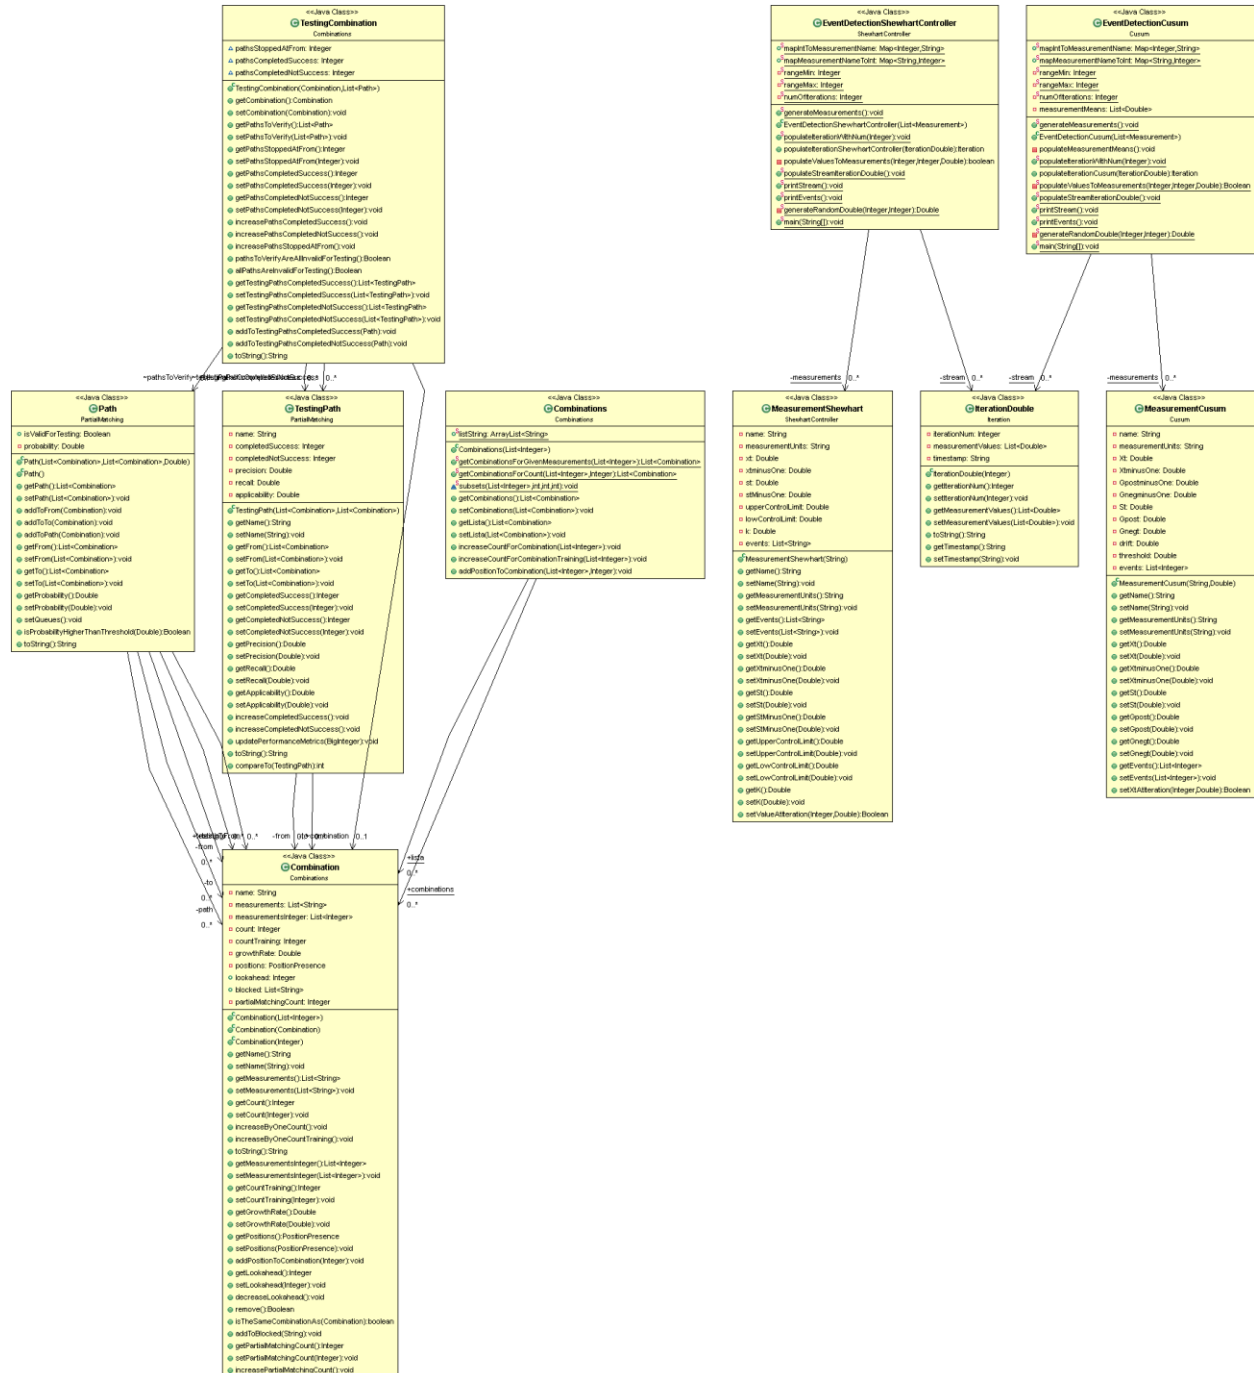 <<Java Class>>
TestingCombination
Combinations
pathsStoppedAtFrom: Integer
pathsCompletedSuccess: Integer
pathsCompletedNotSuccess: Integer
TestingCombination(Combination,List<Path>)
getCombination():Combination
setCombination(Combination):void
getPathsToVerify():List<Path>
setPathsToVerify(List<Path>):void
getPathsStoppedAtFrom():Integer
setPathsStoppedAtFrom(Integer):void
getPathsCompletedSuccess():Integer
setPathsCompletedSuccess(Integer):void
getPathsCompletedNotSuccess():Integer
setPathsCompletedNotSuccess(Integer):void
increasePathsCompletedSuccess():void
increasePathsCompletedNotSuccess():void
increasePathsStoppedAtFrom():void
pathsToVerifyAreAllInvalidForTesting():Boolean
allPathsAreInvalidForTesting():Boolean
getTestingPathsCompletedSuccess():List<TestingPath>
setTestingPathsCompletedSuccess(List<TestingPath>):void
getTestingPathsCompletedNotSuccess():List<TestingPath>
setTestingPathsCompletedNotSuccess(List<TestingPath>):void
addToTestingPathsCompletedSuccess(Path):void
addToTestingPathsCompletedNotSuccess(Path):void
toString():String
<<Java Class>>
EventDetectionShewhartController
ShewhartController
mapIntToMeasurementName: Map<Integer,String>
mapMeasurementNameToInt: Map<String,Integer>
rangeMin: Integer
rangeMax: Integer
numOfIterations: Integer
generateMeasurements():void
EventDetectionShewhartController(List<Measurement>)
populateIterationWithNum(Integer):void
populateIterationShewhartController(IterationDouble):Iteration
populateValuesToMeasurements(Integer,Integer,Double):boolean
populateStreamIterationDouble():void
printStream():void
printEvents():void
generateRandomDouble(Integer,Integer):Double
main(String[]):void
<<Java Class>>
EventDetectionCusum
Cusum
mapIntToMeasurementName: Map<Integer,String>
mapMeasurementNameToInt: Map<String,Integer>
rangeMin: Integer
rangeMax: Integer
numOfIterations: Integer
measurementMeans: List<Double>
generateMeasurements():void
EventDetectionCusum(List<Measurement>)
populateMeasurementMeans():void
populateIterationWithNum(Integer):void
populateIterationCusum(IterationDouble):Iteration
populateValuesToMeasurements(Integer,Integer,Double):Boolean
populateStreamIterationDouble():void
printStream():void
printEvents():void
generateRandomDouble(Integer,Integer):Double
main(String[]):void
~pathsToVerify
0..*
0..*
-measurements 0..*
-stream 0..*
-stream 0..*
-measurements 0..*
<<Java Class>>
Path
PartialMatching
isValidForTesting: Boolean
probability: Double
Path(List<Combination>,List<Combination>,Double)
Path()
getPath():List<Combination>
setPath(List<Combination>):void
addToFrom(Combination):void
addToTo(Combination):void
addToPath(Combination):void
getFrom():List<Combination>
setFrom(List<Combination>):void
getTo():List<Combination>
setTo(List<Combination>):void
getProbability():Double
setProbability(Double):void
setQueues():void
isProbabilityHigherThanThreshold(Double):Boolean
toString():String
<<Java Class>>
TestingPath
PartialMatching
name: String
completedSuccess: Integer
completedNotSuccess: Integer
precision: Double
recall: Double
applicability: Double
TestingPath(List<Combination>,List<Combination>)
getName():String
setName(String):void
getFrom():List<Combination>
setFrom(List<Combination>):void
getTo():List<Combination>
setTo(List<Combination>):void
getCompletedSuccess():Integer
setCompletedSuccess(Integer):void
getCompletedNotSuccess():Integer
setCompletedNotSuccess(Integer):void
getPrecision():Double
setPrecision(Double):void
getRecall():Double
setRecall(Double):void
getApplicability():Double
setApplicability(Double):void
increaseCompletedSuccess():void
increaseCompletedNotSuccess():void
updatePerformanceMetrics(BigInteger):void
toString():String
compareTo(TestingPath):int
<<Java Class>>
Combinations
Combinations
listString: ArrayList<String>
Combinations(List<Integer>)
getCombinationsForGivenMeasurements(List<Integer>):List<Combination>
getCombinationsForCount(List<Integer>,Integer):List<Combination>
subsets(List<Integer>,int,int,int):void
getCombinations():List<Combination>
setCombinations(List<Combination>):void
getLista():List<Combination>
setLista(List<Combination>):void
increaseCountForCombination(List<Integer>):void
increaseCountForCombinationTraining(List<Integer>):void
addPositionToCombination(List<Integer>,Integer):void
<<Java Class>>
MeasurementShewhart
ShewhartController
name: String
measurementUnits: String
xt: Double
xtminusOne: Double
st: Double
stMinusOne: Double
upperControlLimit: Double
lowControlLimit: Double
k: Double
events: List<String>
MeasurementShewhart(String)
getName():String
setName(String):void
getMeasurementUnits():String
setMeasurementUnits(String):void
getEvents():List<String>
setEvents(List<String>):void
getXt():Double
setXt(Double):void
getXtminusOne():Double
setXtminusOne(Double):void
getSt():Double
setSt(Double):void
getStMinusOne():Double
setStMinusOne(Double):void
getUpperControlLimit():Double
setUpperControlLimit(Double):void
getLowControlLimit():Double
setLowControlLimit(Double):void
getK():Double
setK(Double):void
setValueAtIteration(Integer,Double):Boolean
<<Java Class>>
IterationDouble
Iteration
iterationNum: Integer
measurementValues: List<Double>
timestamp: String
IterationDouble(Integer)
getIterationNum():Integer
setIterationNum(Integer):void
getMeasurementValues():List<Double>
setMeasurementValues(List<Double>):void
toString():String
getTimestamp():String
setTimestamp(String):void
<<Java Class>>
MeasurementCusum
Cusum
name: String
measurementUnits: String
Xt: Double
XtminusOne: Double
GpostminusOne: Double
GnegminusOne: Double
St: Double
Gpost: Double
Gnegt: Double
drift: Double
threshold: Double
events: List<Integer>
MeasurementCusum(String,Double)
getName():String
setName(String):void
getMeasurementUnits():String
setMeasurementUnits(String):void
getXt():Double
setXt(Double):void
getXtminusOne():Double
setXtminusOne(Double):void
getSt():Double
setSt(Double):void
getGpost():Double
setGpost(Double):void
getGnegt():Double
setGnegt(Double):void
getEvents():List<Integer>
setEvents(List<Integer>):void
setXtAtIteration(Integer,Double):Boolean
0..*
-from
0..1
-from
0..*
-to
0..*
-path
0..*
+lista
0..*
+combinations
0..*
<<Java Class>>
Combination
Combinations
name: String
measurements: List<String>
measurementsInteger: List<Integer>
count: Integer
countTraining: Integer
growthRate: Double
positions: PositionPresence
lookahead: Integer
blocked: List<String>
partialMatchingCount: Integer
Combination(List<Integer>)
Combination(Combination)
Combination(Integer)
getName():String
setName(String):void
getMeasurements():List<String>
setMeasurements(List<String>):void
getCount():Integer
setCount(Integer):void
increaseByOneCount():void
increaseByOneCountTraining():void
toString():String
getMeasurementsInteger():List<Integer>
setMeasurementsInteger(List<Integer>):void
getCountTraining():Integer
setCountTraining(Integer):void
getGrowthRate():Double
setGrowthRate(Double):void
getPositions():PositionPresence
setPositions(PositionPresence):void
addPositionToCombination(Integer):void
getLookahead():Integer
setLookahead(Integer):void
decreaseLookahead():void
remove():Boolean
isTheSameCombinationAs(Combination):boolean
addToBlocked(String):void
getPartialMatchingCount():Integer
setPartialMatchingCount(Integer):void
increasePartialMatchingCount():void